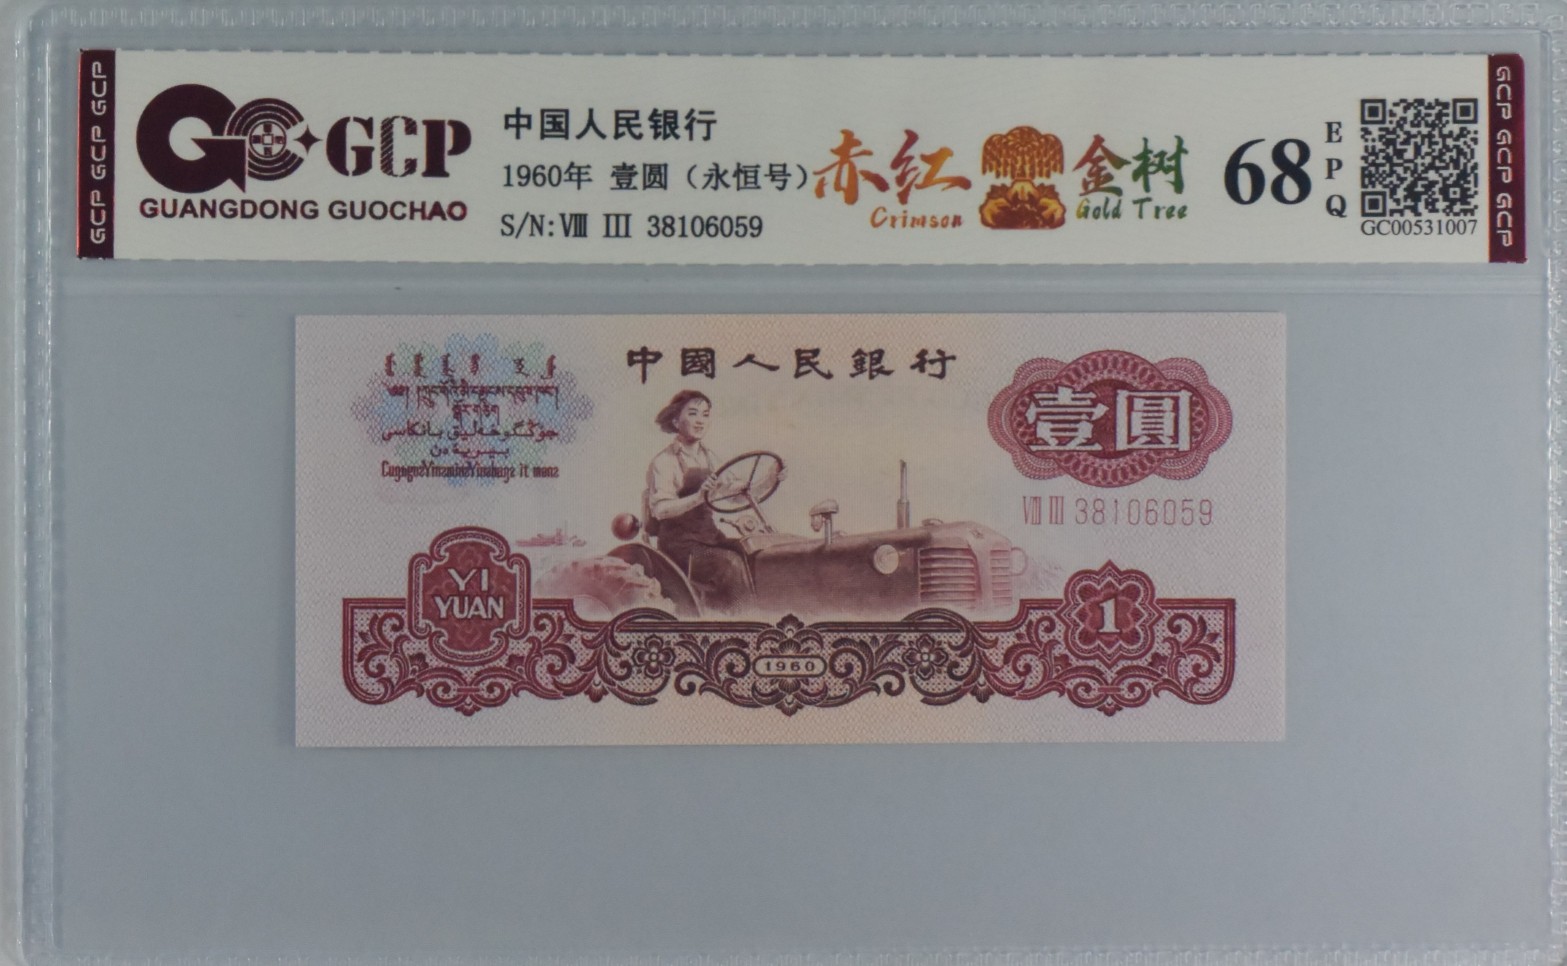 GCP GCP GCP
GCP
GUANGDONG GUOCHAO
中国人民银行
1960年 壹圆（永恒号）
S/N:Ⅷ Ⅲ 38106059
赤红 金树
Crimson Gold Tree
68
EPQ
GC00531007
GCP GCP GCP
中國人民銀行
壹圓
Ⅷ Ⅲ 38106059
YI
YUAN
1
1960